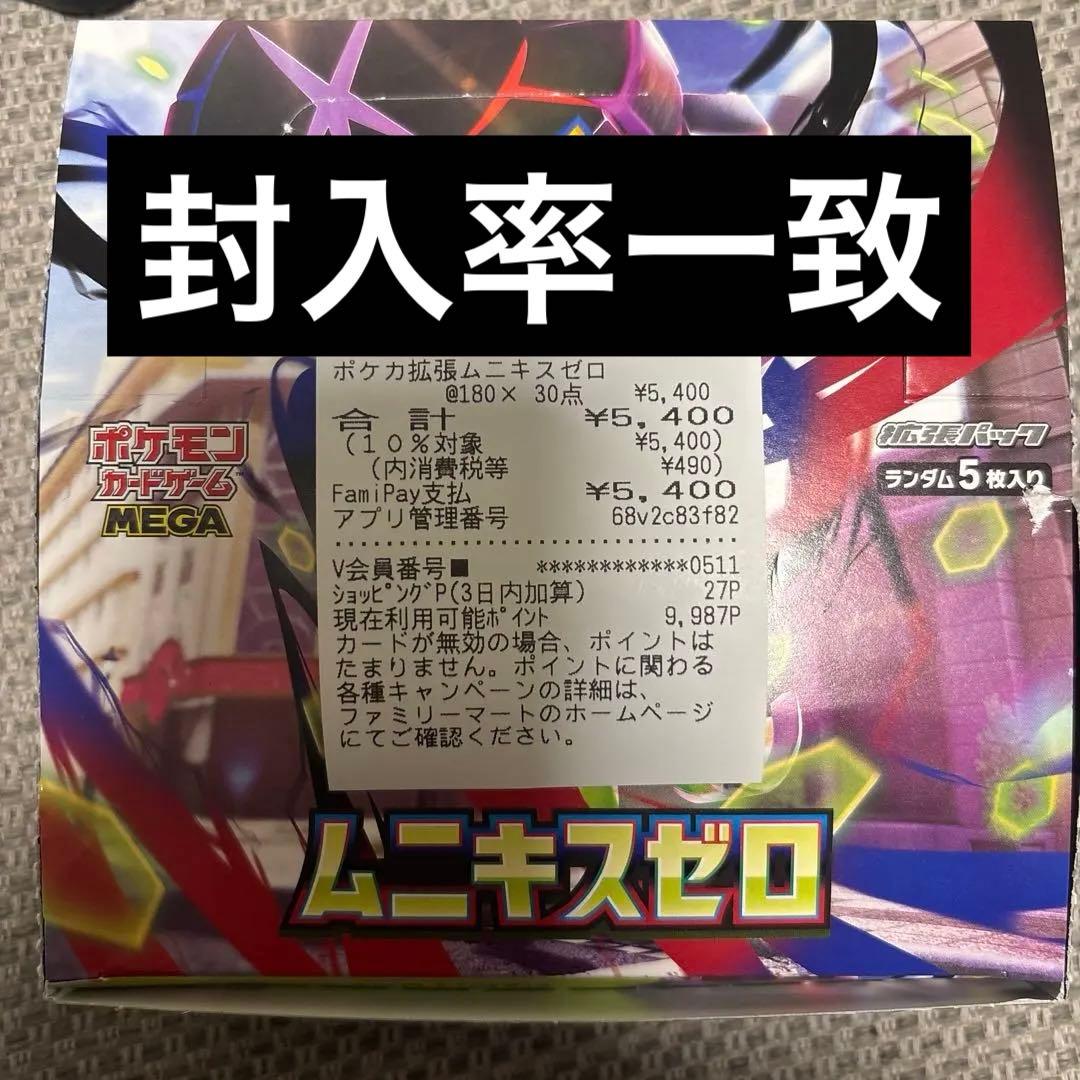 封入率一致
ポケカ拡張ムニキスゼロ
@180× 30点 ¥5,400
合 計 ¥5,400
(10%対象 ¥5,400)
(内消費税等 ¥490)
FamiPay支払 ¥5,400
アプリ管理番号 68v2c83f82
V会員番号■ ************0511
ｼｮｯﾋﾟﾝｸﾞP(3日内加算) 27P
現在利用可能ﾎﾟｲﾝﾄ 9,987P
カードが無効の場合、ポイントは
たまりません。ポイントに関わる
各種キャンペーンの詳細は、
ファミリーマートのホームページ
にてご確認ください。
ポケモン
カードゲーム™
MEGA
拡張パック
ランダム5枚入り
ムニキスゼロ